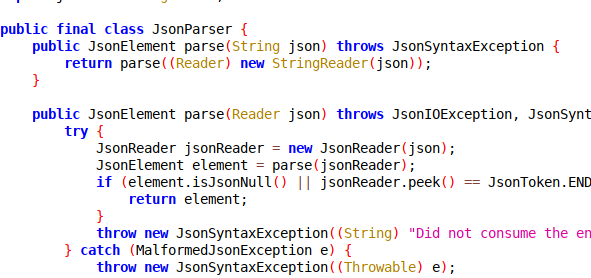 public final class JsonParser {
    public JsonElement parse(String json) throws JsonSyntaxException {
        return parse((Reader) new StringReader(json));
    }
    public JsonElement parse(Reader json) throws JsonIOException, JsonSynt
        try {
            JsonReader jsonReader = new JsonReader(json);
            JsonElement element = parse(jsonReader);
            if (element.isJsonNull() || jsonReader.peek() == JsonToken.END
                return element;
            }
            throw new JsonSyntaxException((String) "Did not consume the en
        } catch (MalformedJsonException e) {
            throw new JsonSyntaxException((Throwable) e);